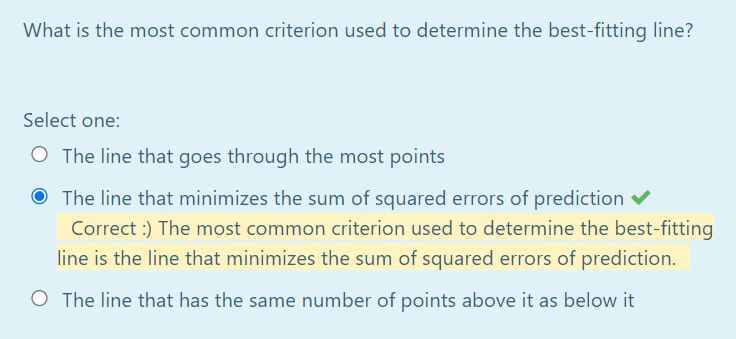 What is the most common criterion used to determine the best-fitting line?
Select one:
The line that goes through the most points
The line that minimizes the sum of squared errors of prediction
Correct :) The most common criterion used to determine the best-fitting
line is the line that minimizes the sum of squared errors of prediction.
The line that has the same number of points above it as below it